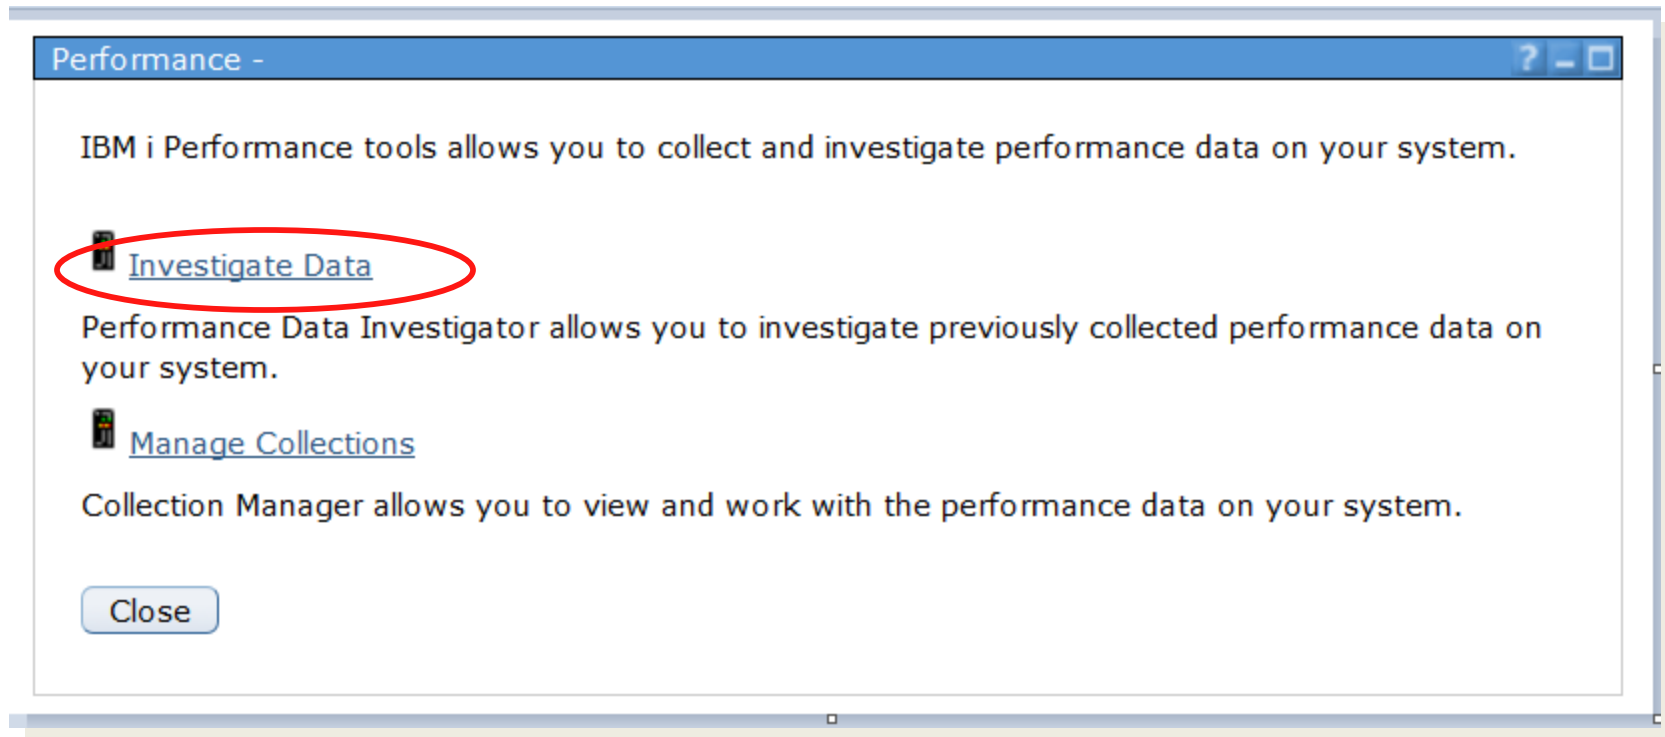 Performance -
?
IBM i Performance tools allows you to collect and investigate performance data on your system.
Investigate Data
Performance Data Investigator allows you to investigate previously collected performance data on
your system.
Manage Collections
Collection Manager allows you to view and work with the performance data on your system.
Close